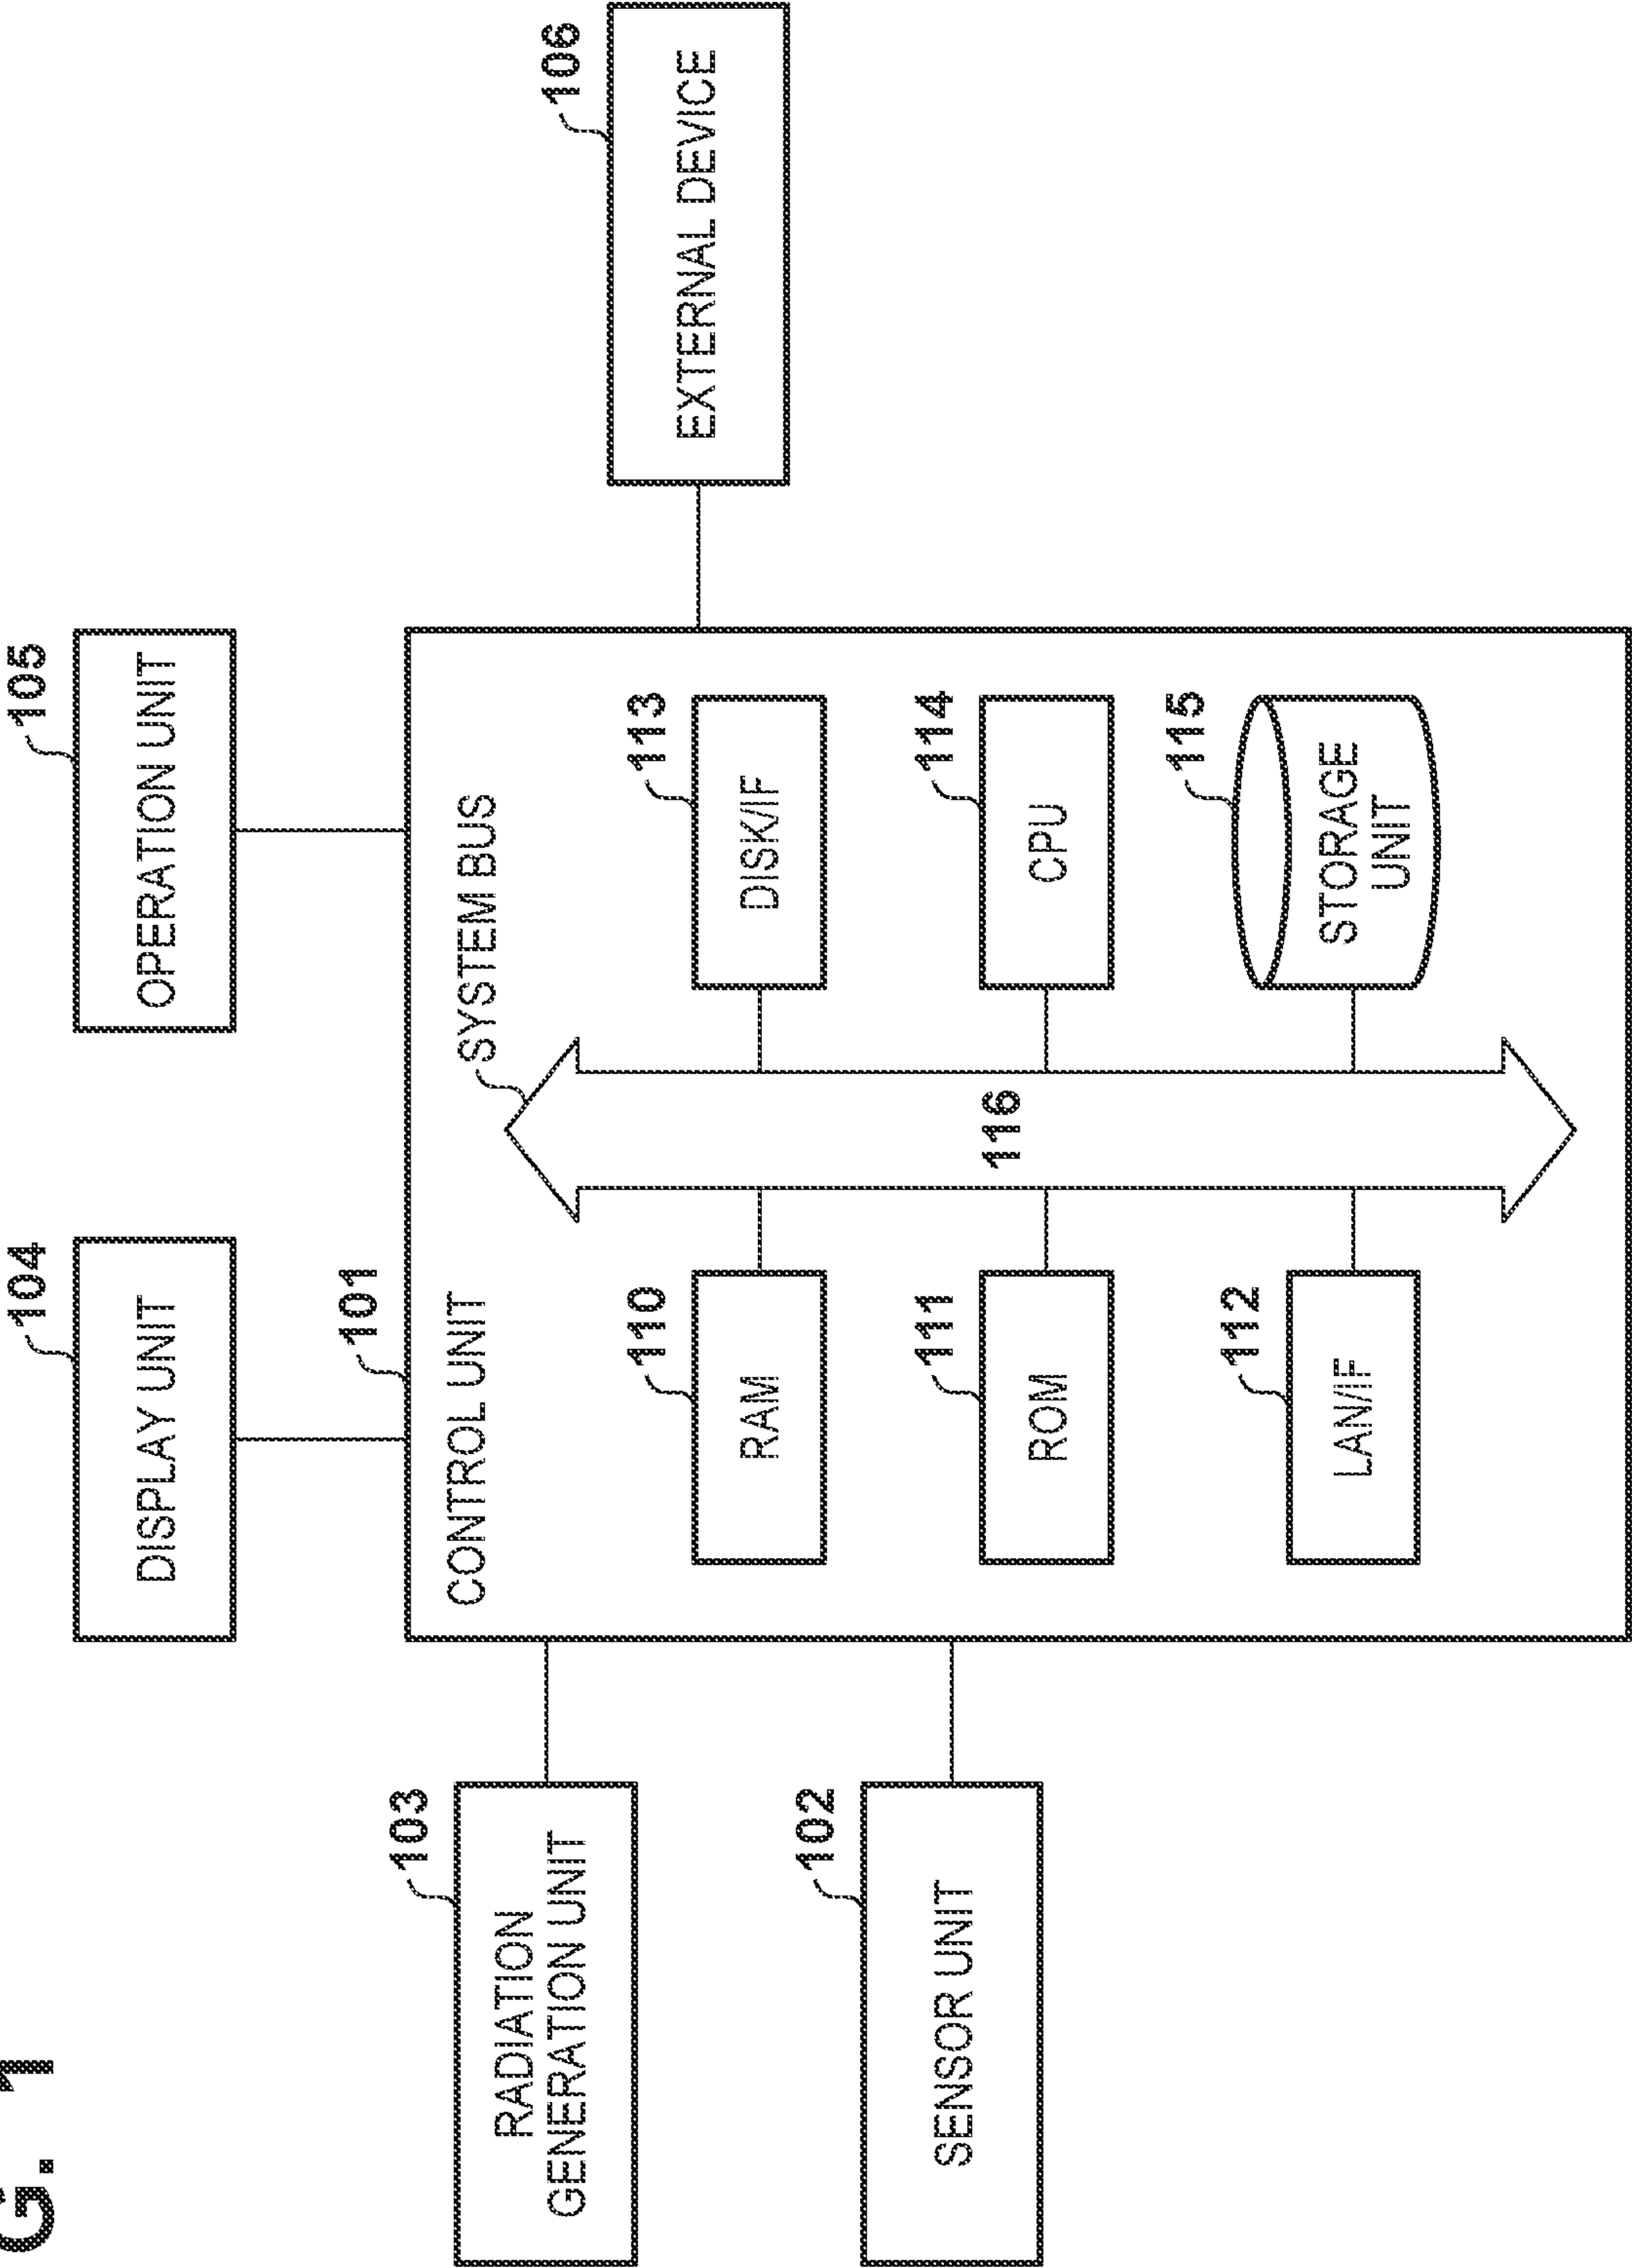 G. 1
104
DISPLAY UNIT
105
OPERATION UNIT
101
CONTROL UNIT
SYSTEM BUS
103
RADIATION
GENERATION UNIT
102
SENSOR UNIT
106
EXTERNAL DEVICE
110
RAM
113
DISK/IF
111
ROM
116
114
CPU
112
LAN/IF
115
STORAGE
UNIT